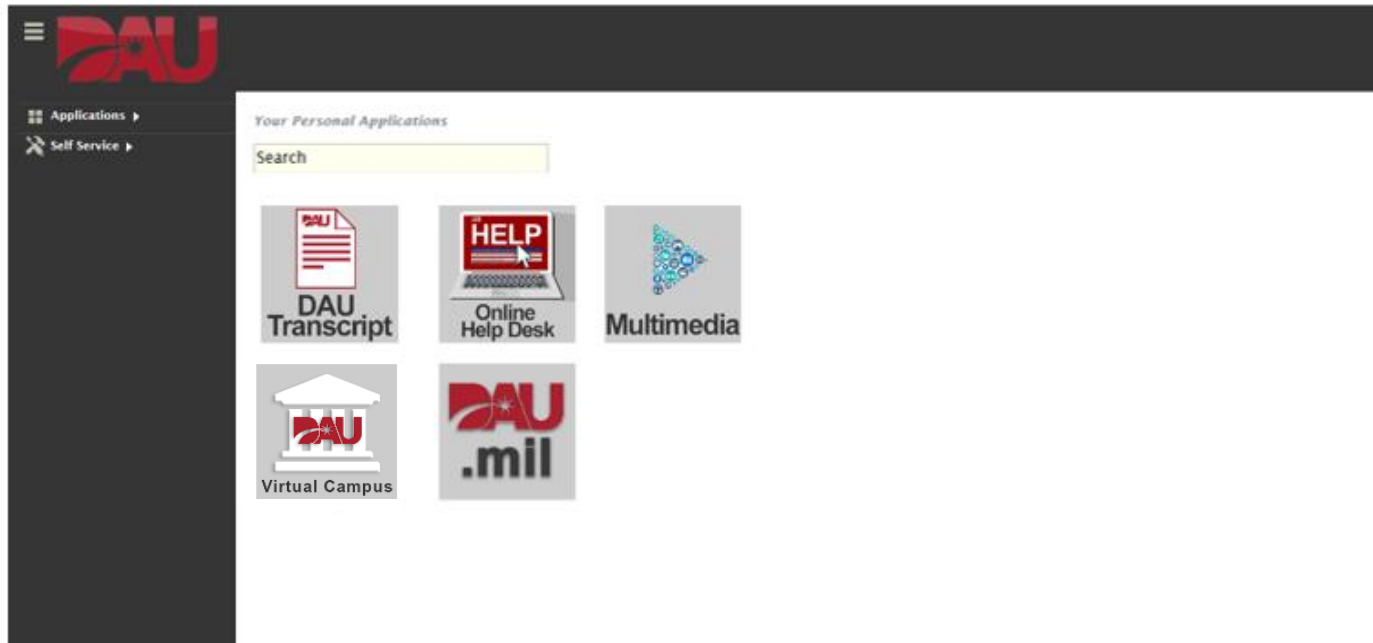 DAU
Applications
Self Service
Your Personal Applications
Search
DAU
DAU
Transcript
HELP
Online
Help Desk
Multimedia
DAU
Virtual Campus
DAU
.mil